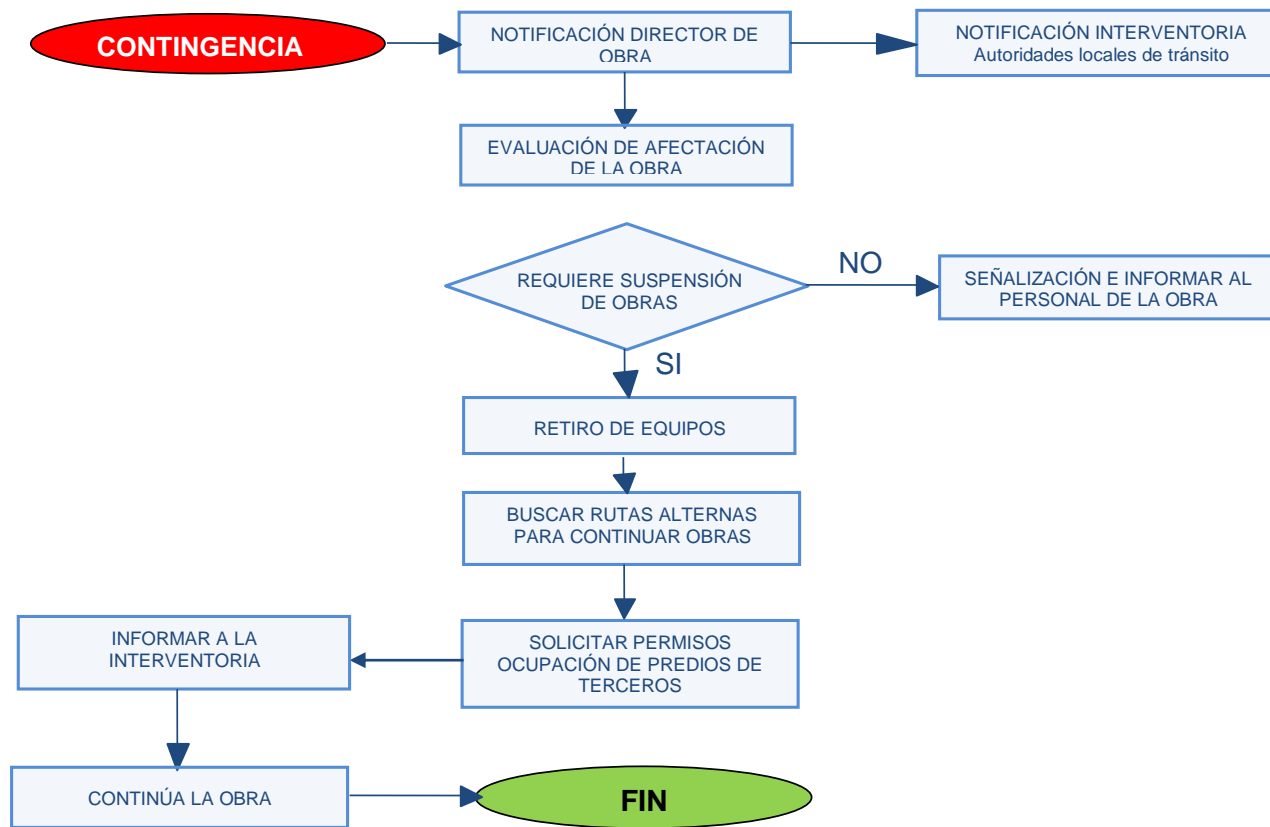 CONTINGENCIA
NOTIFICACIÓN DIRECTOR DE
OBRA
NOTIFICACIÓN INTERVENTORIA
Autoridades locales de tránsito
EVALUACIÓN DE AFECTACIÓN
DE LA OBRA
REQUIERE SUSPENSIÓN
DE OBRAS
NO
SEÑALIZACIÓN E INFORMAR AL
PERSONAL DE LA OBRA
SI
RETIRO DE EQUIPOS
BUSCAR RUTAS ALTERNAS
PARA CONTINUAR OBRAS
SOLICITAR PERMISOS
OCUPACIÓN DE PREDIOS DE
TERCEROS
INFORMAR A LA
INTERVENTORIA
CONTINÚA LA OBRA
FIN